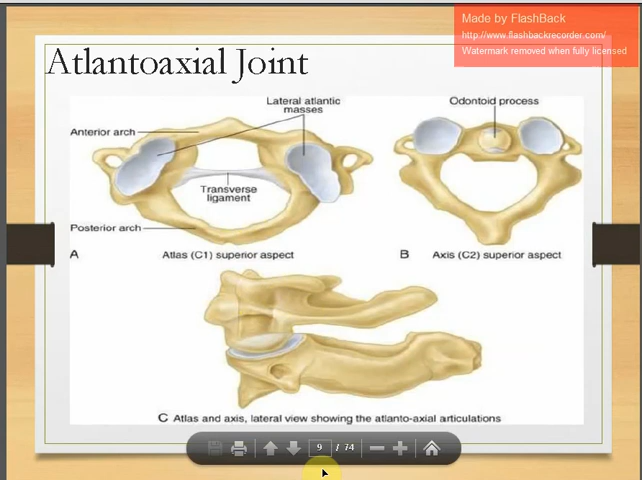 Made by FlashBack
http://www.flashbackrecorder.com/
Watermark removed when fully licensed
Atlantoaxial Joint
Lateral atlantic
masses
Odontoid process
Anterior arch
Transverse
ligament
Posterior arch
A
Atlas (C1) superior aspect
B
Axis (C2) superior aspect
C Atlas and axis, lateral view showing the atlanto-axial articulations
9 / 74